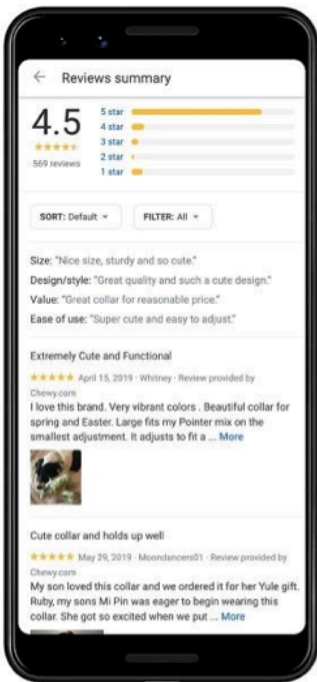 Reviews summary
4.5
569 reviews
5 star
4 star
3 star
2 star
1 star
SORT: Default
FILTER: All
Size: "Nice size, sturdy and so cute."
Design/style: "Great quality and such a cute design."
Value: "Great collar for reasonable price."
Ease of use: "Super cute and easy to adjust."
Extremely Cute and Functional
April 15, 2019 · Whitney · Review provided by
Chewy.com
I love this brand. Very vibrant colors . Beautiful collar for
spring and Easter. Large fits my Pointer mix on the
smallest adjustment. It adjusts to fit a ... More
Cute collar and holds up well
May 29, 2019 · Moondancers01 · Review provided by
Chewy.com
My son loved this collar and we ordered it for her Yule gift.
Ruby, my sons Mi Pin was eager to begin wearing this
collar. She got so excited when we put ... More